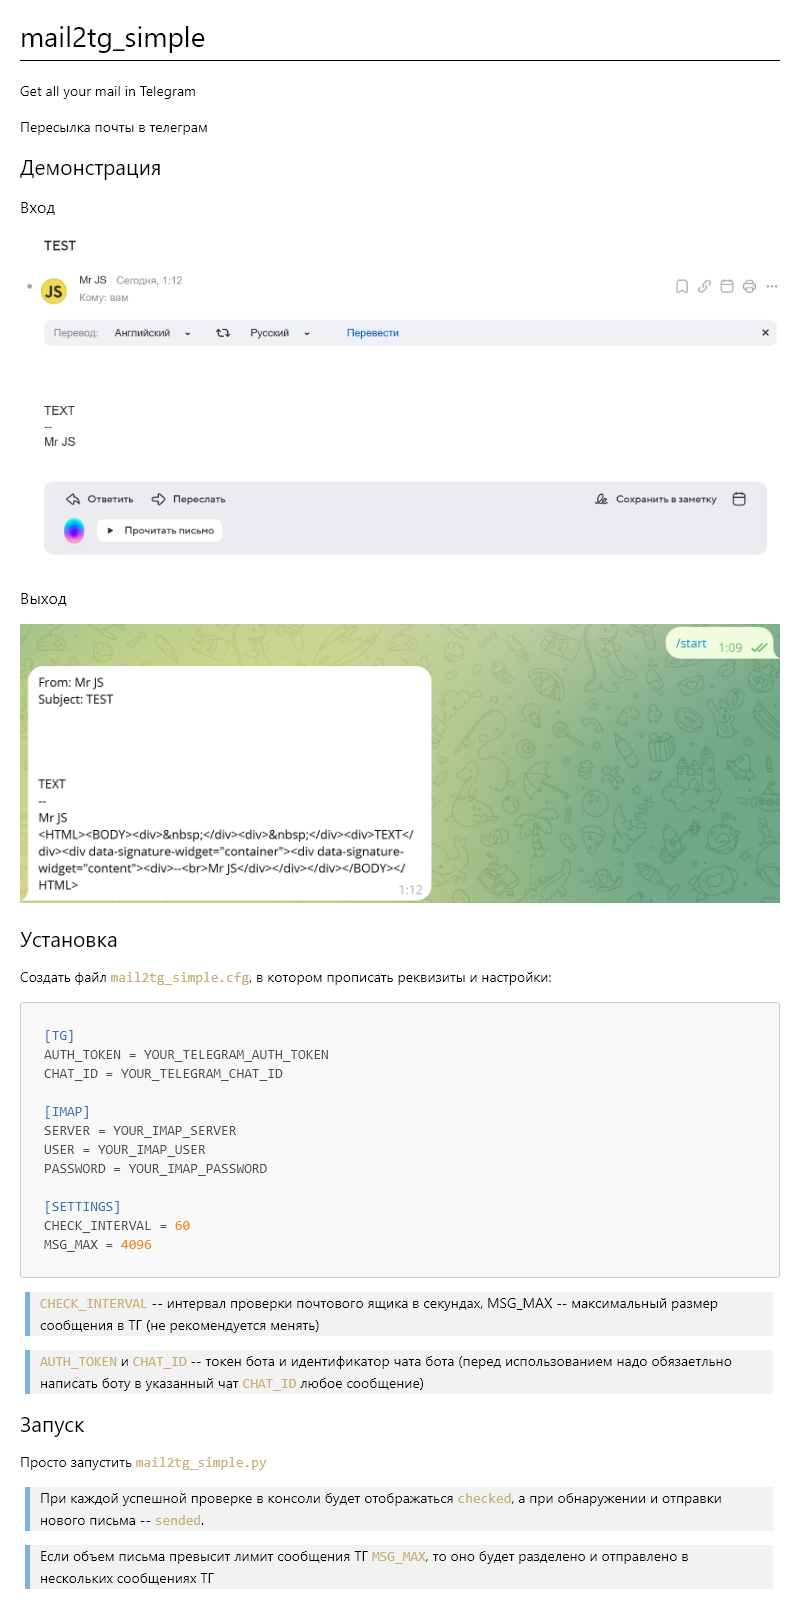 mail2tg_simple
Get all your mail in Telegram
Пересылка почты в телеграм
Демонстрация
Вход
TEST
JS
Mr JS Сегодня, 1:12
Кому: вам
Перевод: Английский Русский Перевести ×
TEXT
--
Mr JS
Ответить Переслать Сохранить в заметку
Прочитать письмо
Выход
/start 1:09
From: Mr JS
Subject: TEST
TEXT
--
Mr JS
<HTML><BODY><div>&nbsp;</div><div>&nbsp;</div><div>TEXT</
div><div data-signature-widget="container"><div data-signature-
widget="content"><div>--<br>Mr JS</div></div></div></BODY></
HTML>
1:12
Установка
Создать файл mail2tg_simple.cfg, в котором прописать реквизиты и настройки:
[TG]
AUTH_TOKEN = YOUR_TELEGRAM_AUTH_TOKEN
CHAT_ID = YOUR_TELEGRAM_CHAT_ID
[IMAP]
SERVER = YOUR_IMAP_SERVER
USER = YOUR_IMAP_USER
PASSWORD = YOUR_IMAP_PASSWORD
[SETTINGS]
CHECK_INTERVAL = 60
MSG_MAX = 4096
CHECK_INTERVAL -- интервал проверки почтового ящика в секундах, MSG_MAX -- максимальный размер
сообщения в ТГ (не рекомендуется менять)
AUTH_TOKEN и CHAT_ID -- токен бота и идентификатор чата бота (перед использованием надо обязаетльно
написать боту в указанный чат CHAT_ID любое сообщение)
Запуск
Просто запустить mail2tg_simple.py
При каждой успешной проверке в консоли будет отображаться checked, а при обнаружении и отправки
нового письма -- sended.
Если объем письма превысит лимит сообщения ТГ MSG_MAX, то оно будет разделено и отправлено в
нескольких сообщениях ТГ